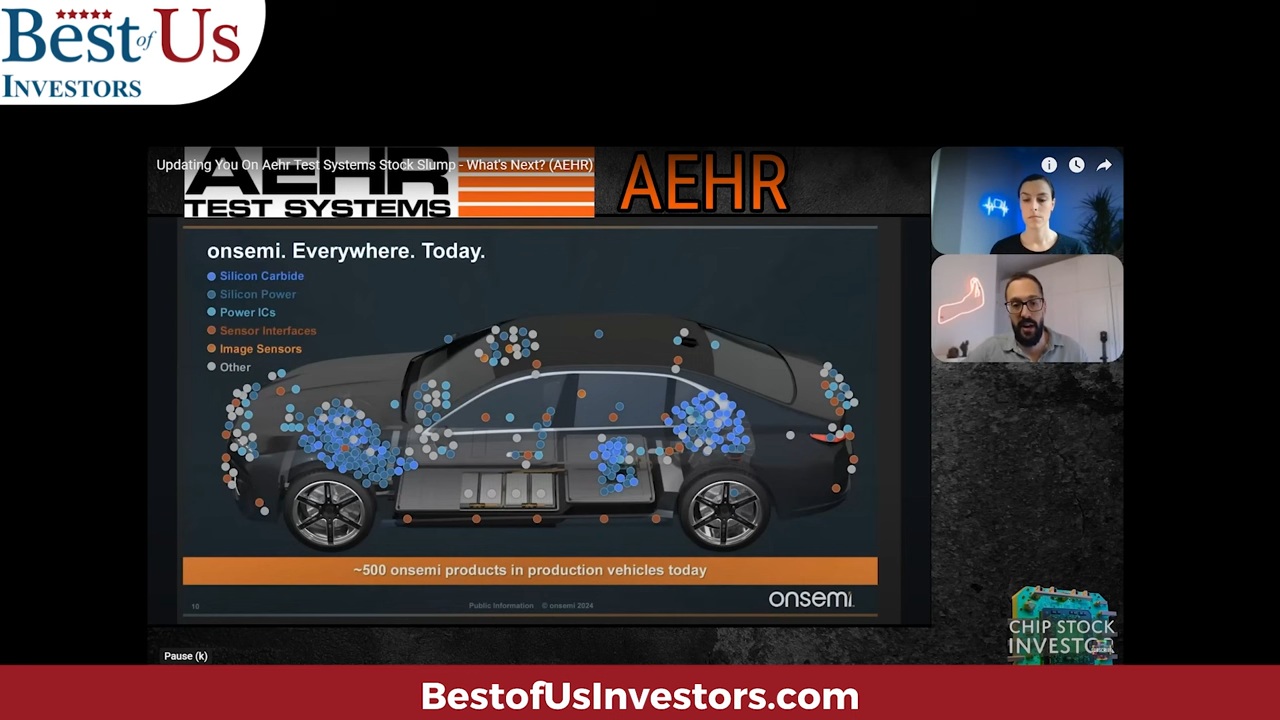 Best of Us
INVESTORS
Updating You On Aehr Test Systems Stock Slump - What's Next? (AEHR)
AEHR
TEST SYSTEMS
AEHR
onsemi. Everywhere. Today.
Silicon Carbide
Silicon Power
Power ICs
Sensor Interfaces
Image Sensors
Other
~500 onsemi products in production vehicles today
10
Public Information © onsemi 2024
onsemi
CHIP STOCK
INVESTOR
Pause (k)
BestofUsInvestors.com